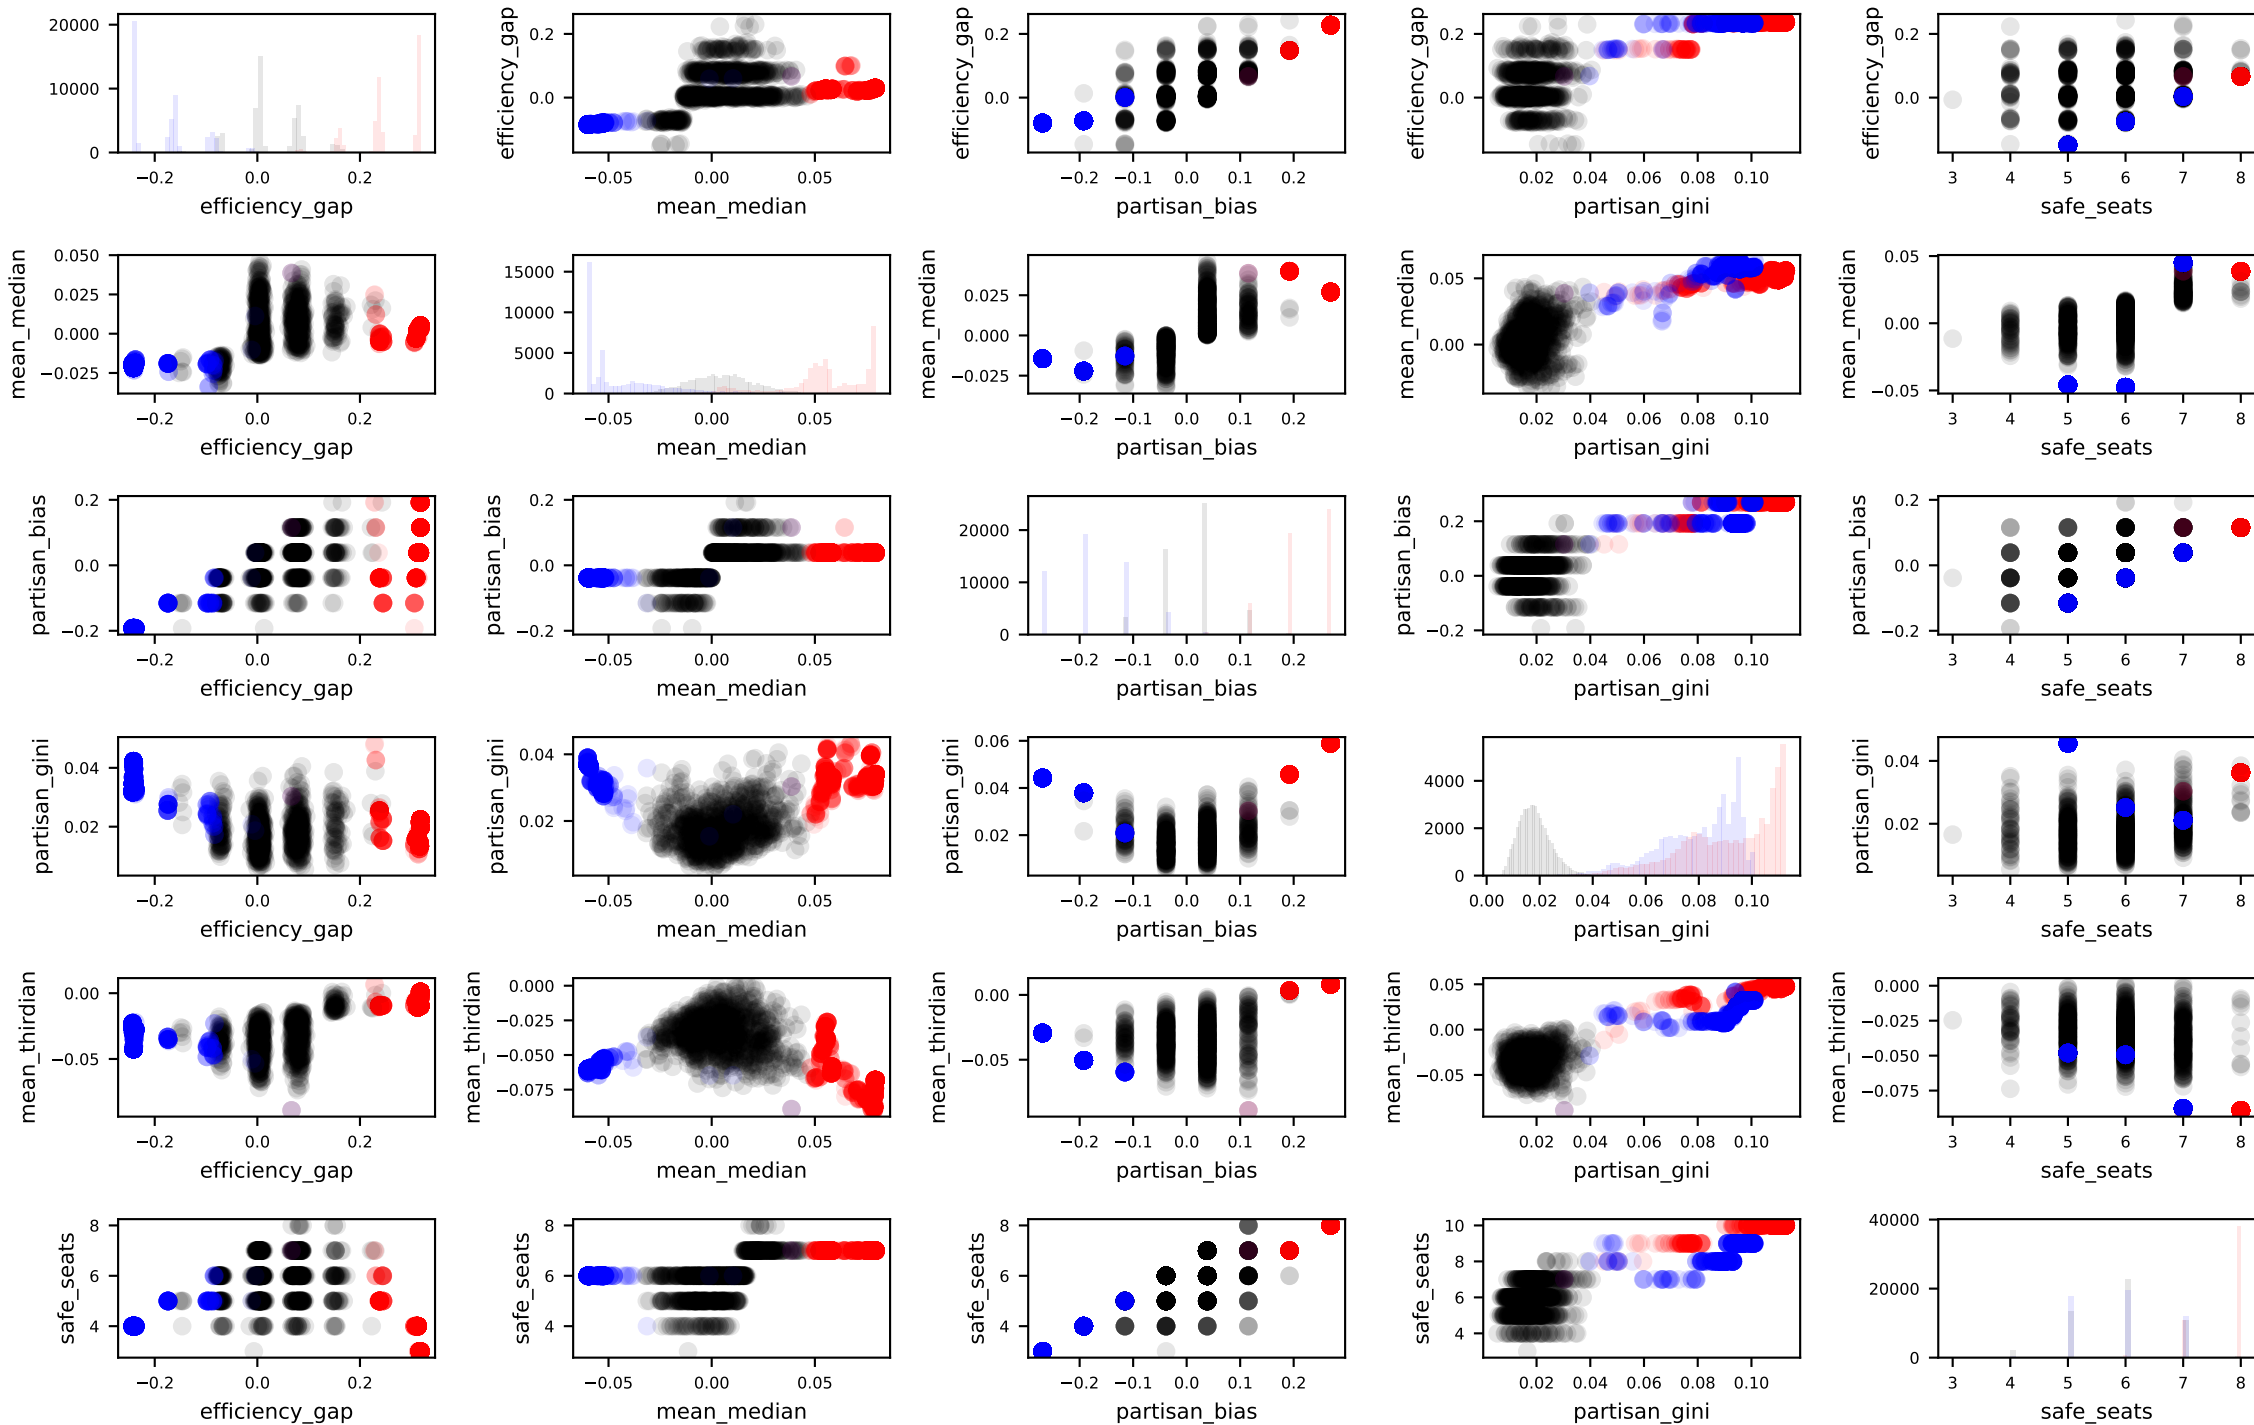 20000
10000
0
−0.2 0.0 0.2
efficiency_gap
efficiency_gap
0.2
0.0
−0.05 0.00 0.05
mean_median
efficiency_gap
0.2
0.0
−0.2 −0.1 0.0 0.1 0.2
partisan_bias
efficiency_gap
0.2
0.0
0.02 0.04 0.06 0.08 0.10
partisan_gini
efficiency_gap
0.2
0.0
3 4 5 6 7 8
safe_seats
mean_median
0.050
0.025
0.000
−0.025
−0.2 0.0 0.2
efficiency_gap
15000
10000
5000
0
−0.05 0.00 0.05
mean_median
mean_median
0.025
0.000
−0.025
−0.2 −0.1 0.0 0.1 0.2
partisan_bias
mean_median
0.05
0.00
0.02 0.04 0.06 0.08 0.10
partisan_gini
mean_median
0.05
0.00
−0.05
3 4 5 6 7 8
safe_seats
partisan_bias
0.2
0.0
−0.2
−0.2 0.0 0.2
efficiency_gap
partisan_bias
0.2
0.0
−0.2
−0.05 0.00 0.05
mean_median
20000
10000
0
−0.2 −0.1 0.0 0.1 0.2
partisan_bias
partisan_bias
0.2
0.0
−0.2
0.02 0.04 0.06 0.08 0.10
partisan_gini
partisan_bias
0.2
0.0
−0.2
3 4 5 6 7 8
safe_seats
partisan_gini
0.04
0.02
−0.2 0.0 0.2
efficiency_gap
partisan_gini
0.04
0.02
−0.05 0.00 0.05
mean_median
partisan_gini
0.06
0.04
0.02
−0.2 −0.1 0.0 0.1 0.2
partisan_bias
4000
2000
0
0.00 0.02 0.04 0.06 0.08 0.10
partisan_gini
partisan_gini
0.04
0.02
3 4 5 6 7 8
safe_seats
mean_thirdian
0.00
−0.05
−0.2 0.0 0.2
efficiency_gap
mean_thirdian
0.000
−0.025
−0.050
−0.075
−0.05 0.00 0.05
mean_median
mean_thirdian
0.00
−0.05
−0.2 −0.1 0.0 0.1 0.2
partisan_bias
mean_thirdian
0.05
0.00
−0.05
0.02 0.04 0.06 0.08 0.10
partisan_gini
mean_thirdian
0.000
−0.025
−0.050
−0.075
3 4 5 6 7 8
safe_seats
safe_seats
8
6
4
−0.2 0.0 0.2
efficiency_gap
safe_seats
8
6
4
−0.05 0.00 0.05
mean_median
safe_seats
8
6
4
−0.2 −0.1 0.0 0.1 0.2
partisan_bias
safe_seats
10
8
6
4
0.02 0.04 0.06 0.08 0.10
partisan_gini
40000
20000
0
3 4 5 6 7 8
safe_seats